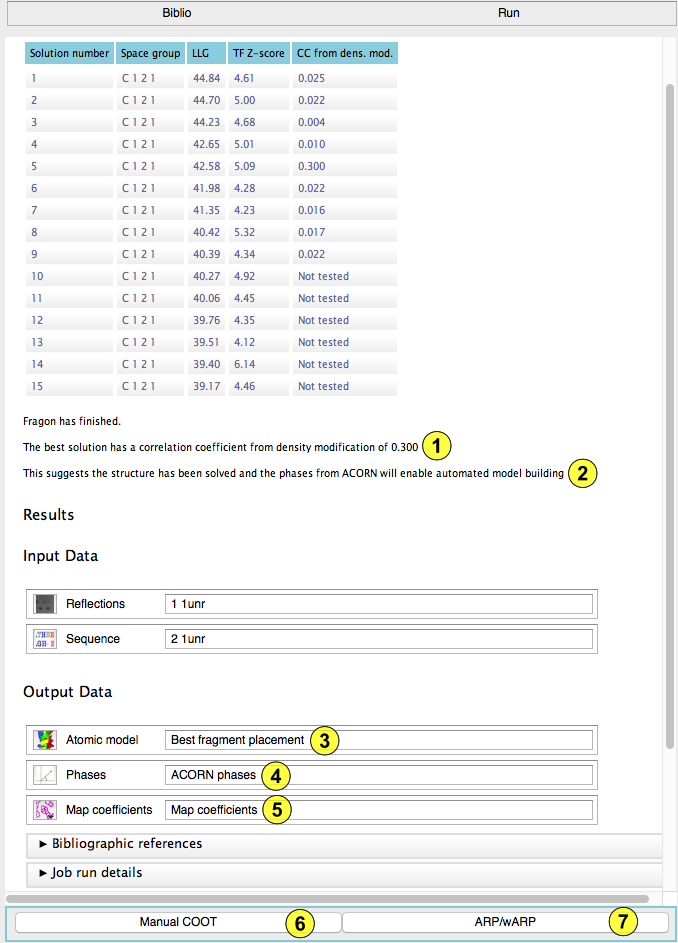 Biblio Run
Solution number Space group LLG TF Z-score CC from dens. mod.
1 C 1 2 1 44.84 4.61 0.025
2 C 1 2 1 44.70 5.00 0.022
3 C 1 2 1 44.23 4.68 0.004
4 C 1 2 1 42.65 5.01 0.010
5 C 1 2 1 42.58 5.09 0.300
6 C 1 2 1 41.98 4.28 0.022
7 C 1 2 1 41.35 4.23 0.016
8 C 1 2 1 40.42 5.32 0.017
9 C 1 2 1 40.39 4.34 0.022
10 C 1 2 1 40.27 4.92 Not tested
11 C 1 2 1 40.06 4.45 Not tested
12 C 1 2 1 39.76 4.35 Not tested
13 C 1 2 1 39.51 4.12 Not tested
14 C 1 2 1 39.40 6.14 Not tested
15 C 1 2 1 39.17 4.46 Not tested
Fragon has finished.
The best solution has a correlation coefficient from density modification of 0.300 1
This suggests the structure has been solved and the phases from ACORN will enable automated model building 2
Results
Input Data
Reflections 1 1unr
Sequence 2 1unr
Output Data
Atomic model Best fragment placement 3
Phases ACORN phases 4
Map coefficients Map coefficients 5
► Bibliographic references
► Job run details
Manual COOT 6 ARP/wARP 7